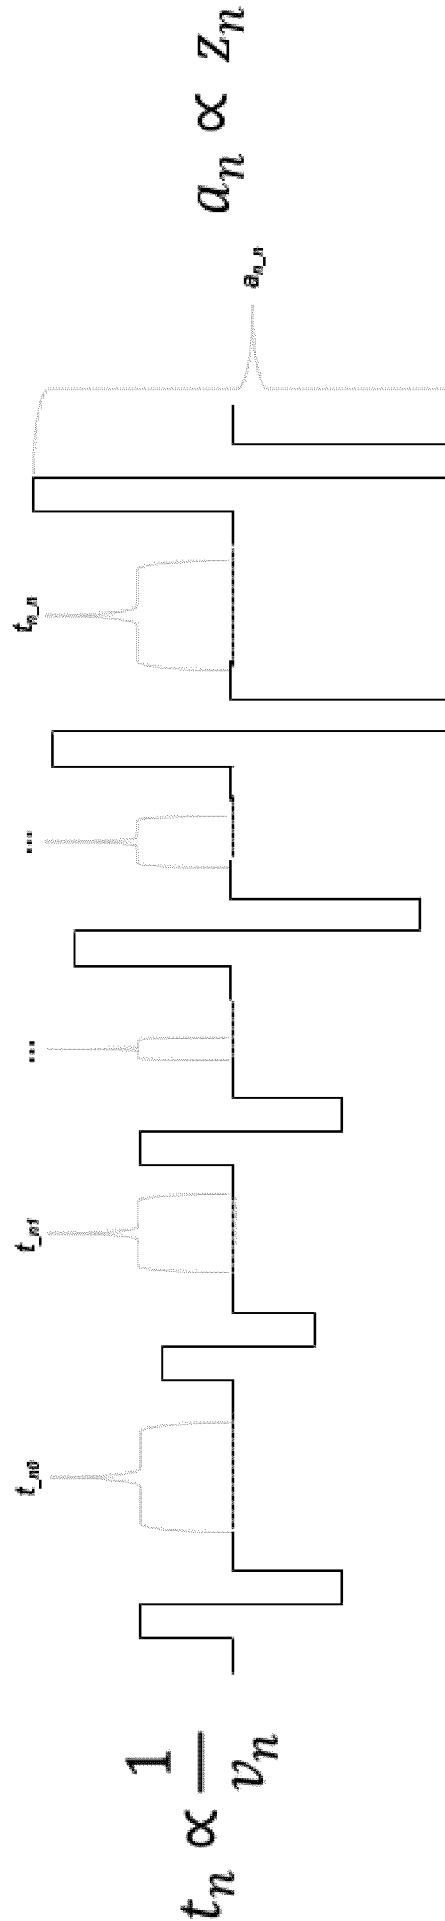 t_n ∝ 1/v_n
t_n0
t_n1
...
...
t_n_n
a_n_n
a_n ∝ z_n